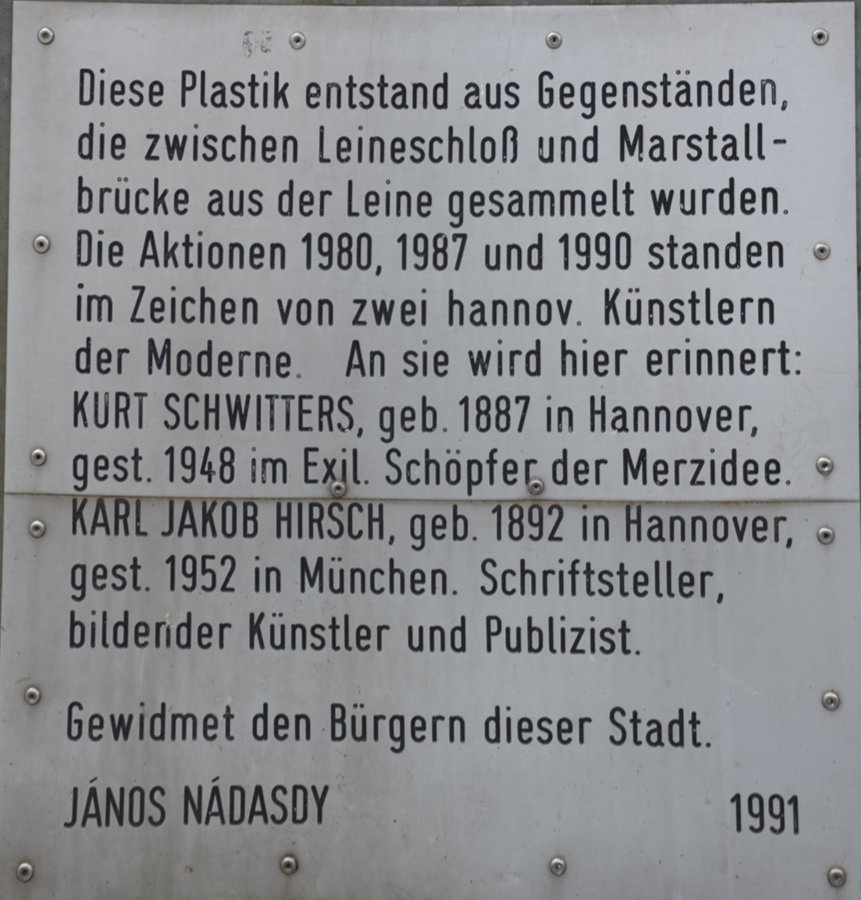 Diese Plastik entstand aus Gegenständen,
die zwischen Leineschloß und Marstall-
brücke aus der Leine gesammelt wurden.
Die Aktionen 1980, 1987 und 1990 standen
im Zeichen von zwei hannov. Künstlern
der Moderne. An sie wird hier erinnert:
KURT SCHWITTERS, geb. 1887 in Hannover,
gest. 1948 im Exil. Schöpfer der Merzidee.
KARL JAKOB HIRSCH, geb. 1892 in Hannover,
gest. 1952 in München. Schriftsteller,
bildender Künstler und Publizist.
Gewidmet den Bürgern dieser Stadt.
JÁNOS NÁDASDY 1991